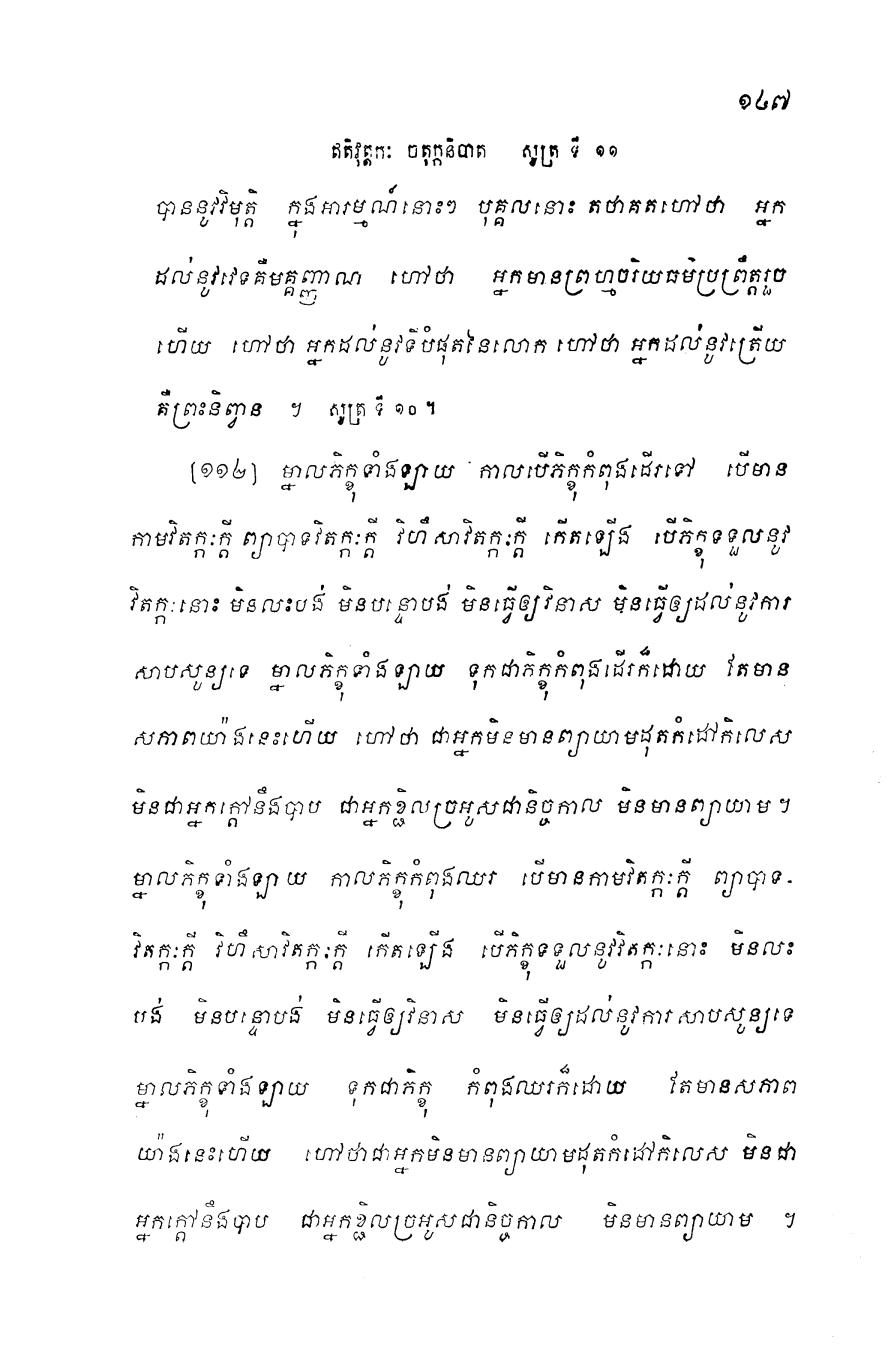 ១៤៧
ឥតិវុត្តកៈ ចតុក្កនិបាត សូត្រ ទី ១១
បាននូវវិមុត្តិ ក្នុងអារម្មណ៍នោះៗ បុគ្គលនោះ តថាគតហៅថា អ្នក
ដល់នូវវេទគឺមគ្គញ្ញាណ ហៅថា អ្នកមានព្រហ្មចរិយធម៌ប្រព្រឹត្តរួច
ហើយ ហៅថា អ្នកដល់នូវទីបំផុតនៃលោក ហៅថា អ្នកដល់នូវត្រើយ
គឺព្រះនិព្វាន ។ សូត្រ ទី ១០ ។
[១១៤] ម្នាលភិក្ខុទាំងឡាយ កាលបើភិក្ខុកំពុងដើរទៅ បើមាន
កាមវិតក្កៈក្តី ព្យាបាទវិតក្កៈក្តី វិហឹសាវិតក្កៈក្តី កើតឡើង បើភិក្ខុទទួលនូវ
វិតក្កៈនោះ មិនលះបង់ មិនបន្ទោបង់ មិនធ្វើឲ្យវិនាស មិនធ្វើឲ្យដល់នូវការ
សាបសូន្យទេ ម្នាលភិក្ខុទាំងឡាយ ទុកជាភិក្ខុកំពុងដើរក៏ដោយ តែមាន
សភាពយ៉ាងនេះហើយ ហៅថា ជាអ្នកមិនមានព្យាយាមដុតកំដៅកិលេស
មិនជាអ្នកក្តៅនឹងបាប ជាអ្នកខ្ជិលច្រអូសជានិច្ចកាល មិនមានព្យាយាម ។
ម្នាលភិក្ខុទាំងឡាយ កាលភិក្ខុកំពុងឈរ បើមានកាមវិតក្កៈក្តី ព្យាបាទ-
វិតក្កៈក្តី វិហឹសាវិតក្កៈក្តី កើតឡើង បើភិក្ខុទទួលនូវវិតក្កៈនោះ មិនលះ
បង់ មិនបន្ទោបង់ មិនធ្វើឲ្យវិនាស មិនធ្វើឲ្យដល់នូវការសាបសូន្យទេ
ម្នាលភិក្ខុទាំងឡាយ ទុកជាភិក្ខុ កំពុងឈរក៏ដោយ តែមានសភាព
យ៉ាងនេះហើយ ហៅថាជាអ្នកមិនមានព្យាយាមដុតកំដៅកិលេស មិនជា
អ្នកក្តៅនឹងបាប ជាអ្នកខ្ជិលច្រអូសជានិច្ចកាល មិនមានព្យាយាម ។